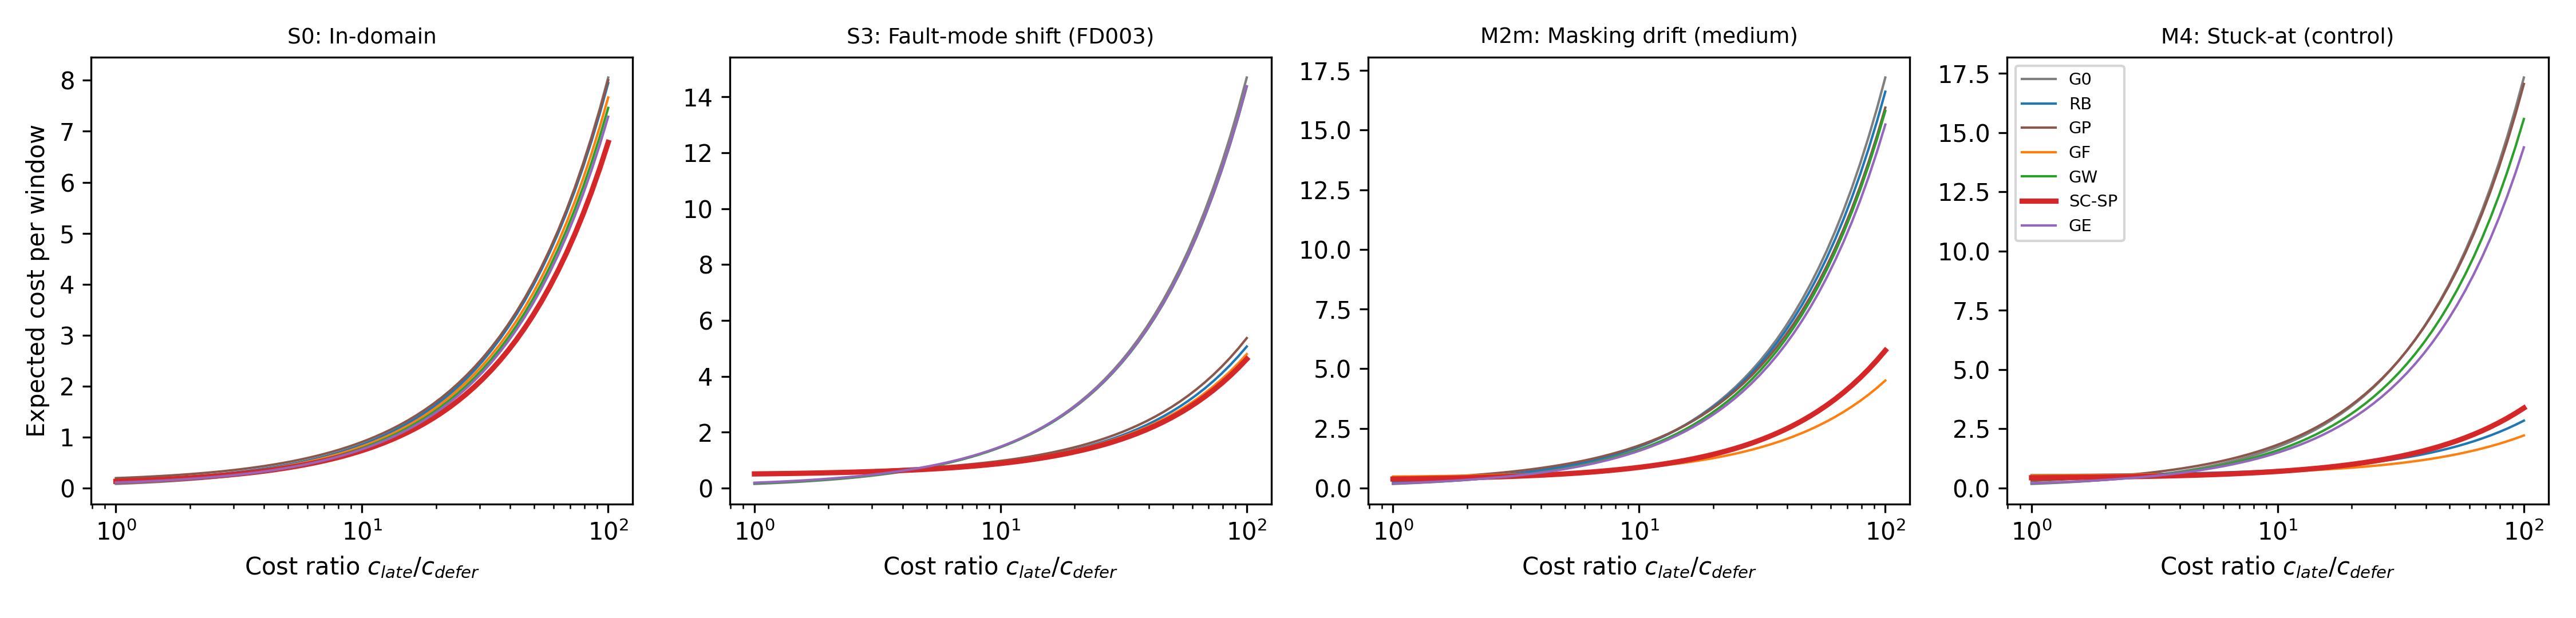 S0: In-domain
Expected cost per window
8
7
6
5
4
3
2
1
0
10⁰ 10¹ 10²
Cost ratio c_late/c_defer
S3: Fault-mode shift (FD003)
14
12
10
8
6
4
2
0
10⁰ 10¹ 10²
Cost ratio c_late/c_defer
M2m: Masking drift (medium)
17.5
15.0
12.5
10.0
7.5
5.0
2.5
0.0
10⁰ 10¹ 10²
Cost ratio c_late/c_defer
M4: Stuck-at (control)
17.5
15.0
12.5
10.0
7.5
5.0
2.5
0.0
G0
RB
GP
GF
GW
SC-SP
GE
10⁰ 10¹ 10²
Cost ratio c_late/c_defer